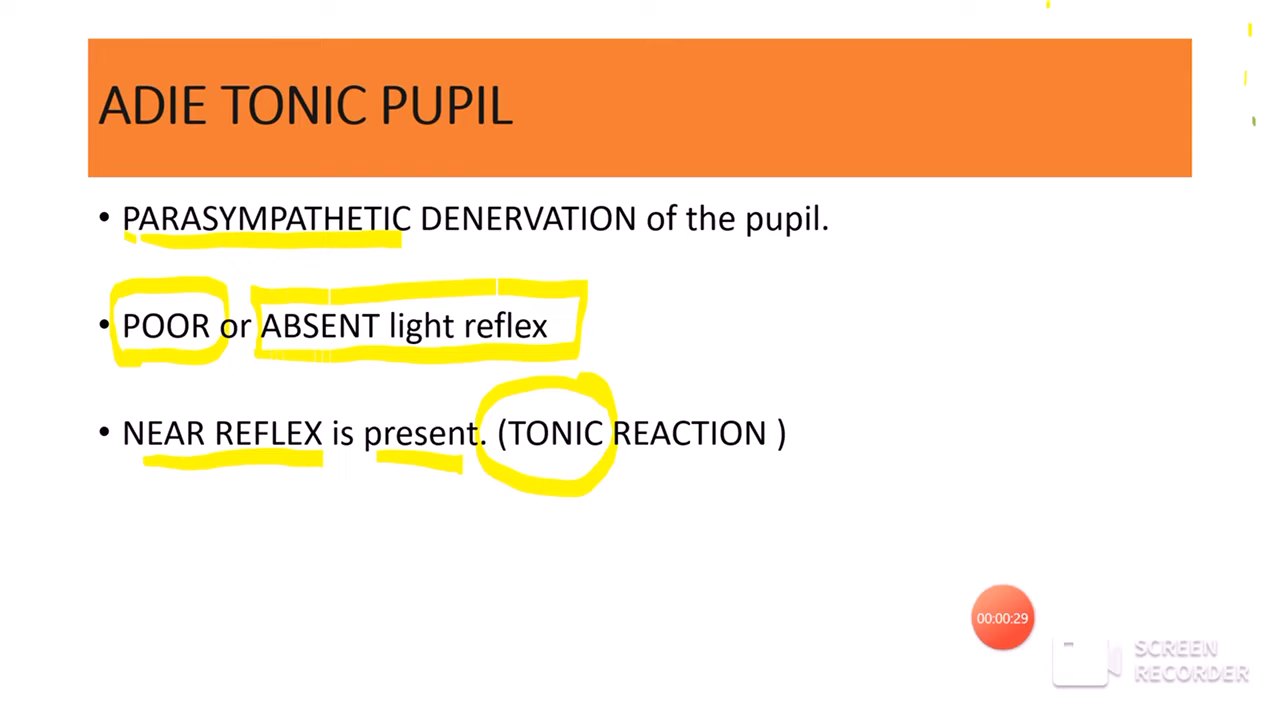 ADIE TONIC PUPIL
• PARASYMPATHETIC DENERVATION of the pupil.
• POOR or ABSENT light reflex
• NEAR REFLEX is present. (TONIC REACTION )
00:00:29
SCREEN
RECORDER